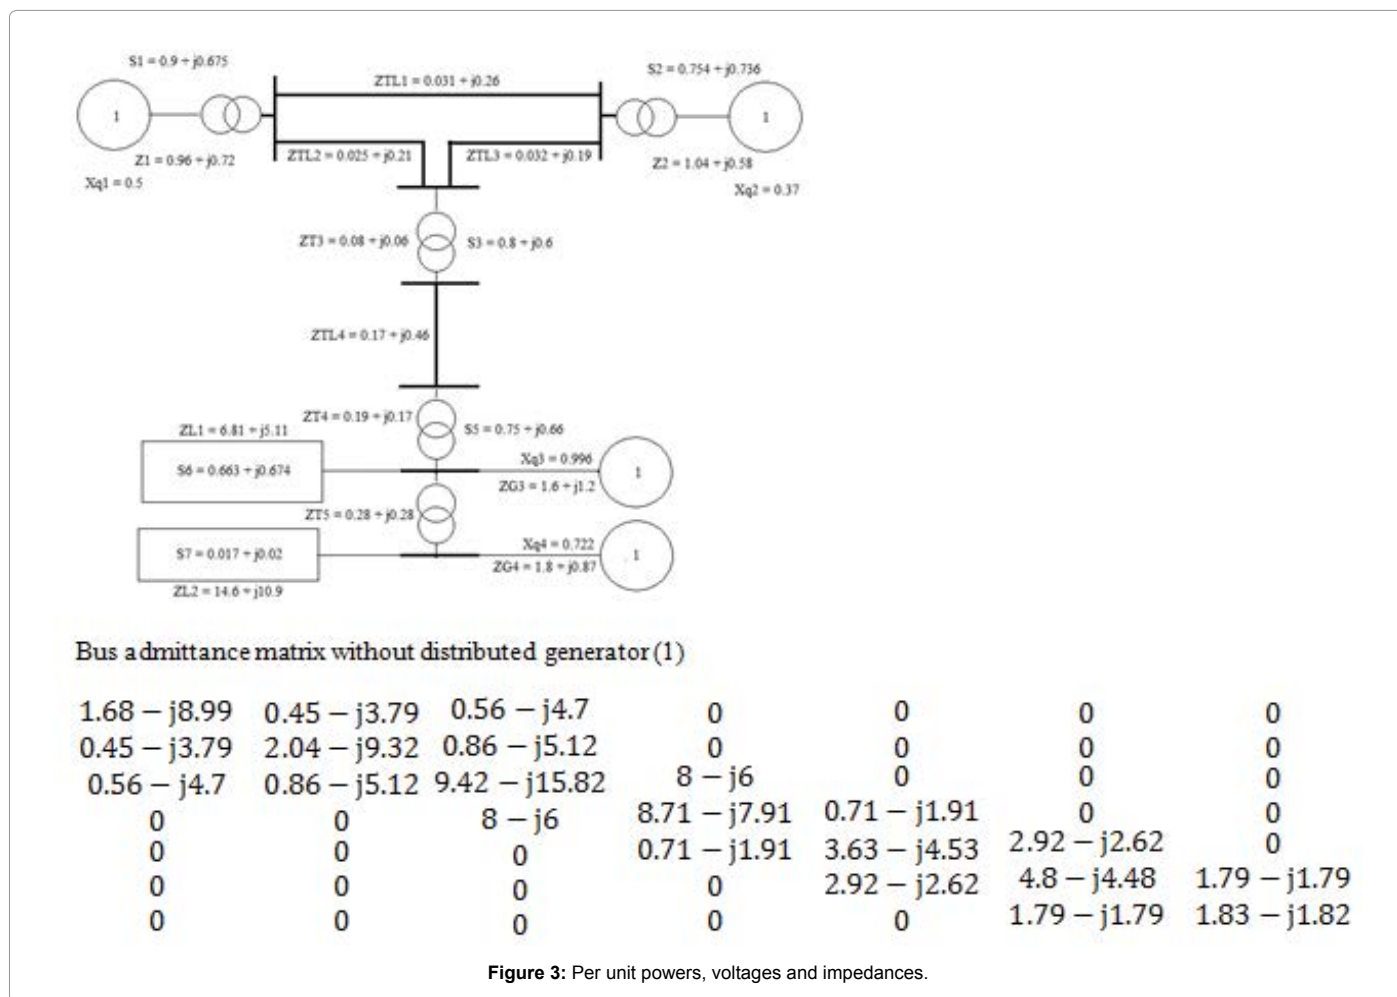 S1 = 0.9 + j0.675
ZTL1 = 0.031 + j0.26
S2 = 0.754 + j0.736
1
1
Z1 = 0.96 + j0.72
ZTL2 = 0.025 + j0.21
ZTL3 = 0.032 + j0.19
Z2 = 1.04 + j0.58
Xq1 = 0.5
Xq2 = 0.37
ZT3 = 0.08 + j0.06
S3 = 0.8 + j0.6
ZTL4 = 0.17 + j0.46
ZT4 = 0.19 + j0.17
ZL1 = 6.81 + j5.11
S5 = 0.75 + j0.66
S6 = 0.663 + j0.674
Xq3 = 0.996
1
ZG3 = 1.6 + j1.2
ZT5 = 0.28 + j0.28
S7 = 0.017 + j0.02
Xq4 = 0.722
1
ZG4 = 1.8 + j0.87
ZL2 = 14.6 + j10.9
Bus admittance matrix without distributed generator (1)
1.68 – j8.99 0.45 – j3.79 0.56 – j4.7 0 0 0 0
0.45 – j3.79 2.04 – j9.32 0.86 – j5.12 0 0 0 0
0.56 – j4.7 0.86 – j5.12 9.42 – j15.82 8 – j6 0 0 0
0 0 8 – j6 8.71 – j7.91 0.71 – j1.91 0 0
0 0 0 0.71 – j1.91 3.63 – j4.53 2.92 – j2.62 0
0 0 0 0 2.92 – j2.62 4.8 – j4.48 1.79 – j1.79
0 0 0 0 0 1.79 – j1.79 1.83 – j1.82
Figure 3: Per unit powers, voltages and impedances.